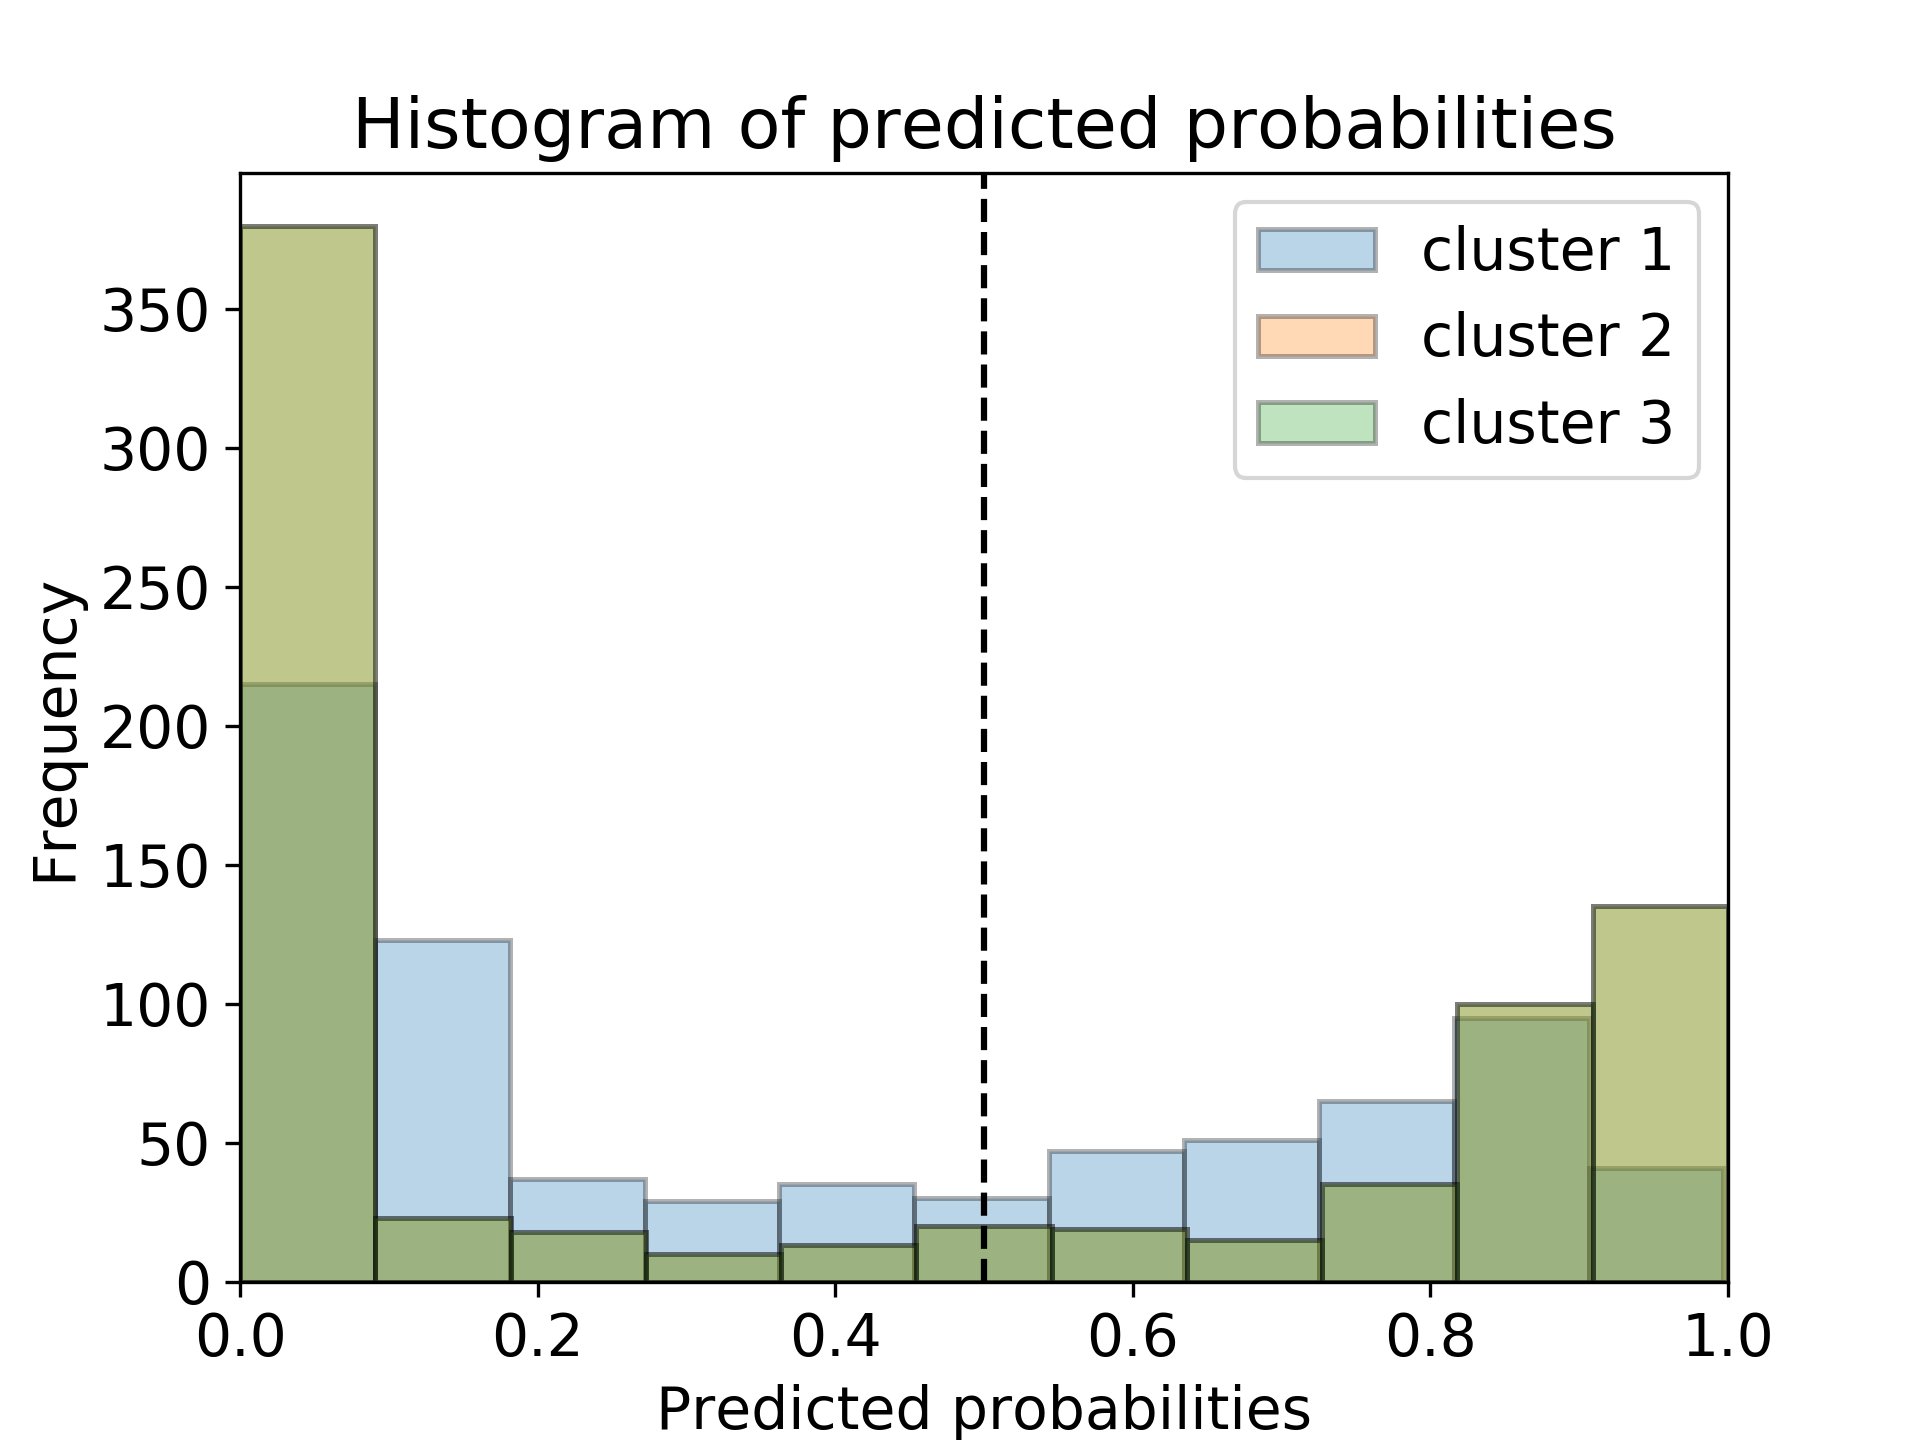 Histogram of predicted probabilities
cluster 1
cluster 2
cluster 3
Frequency
350
300
250
200
150
100
50
0
0.0 0.2 0.4 0.6 0.8 1.0
Predicted probabilities